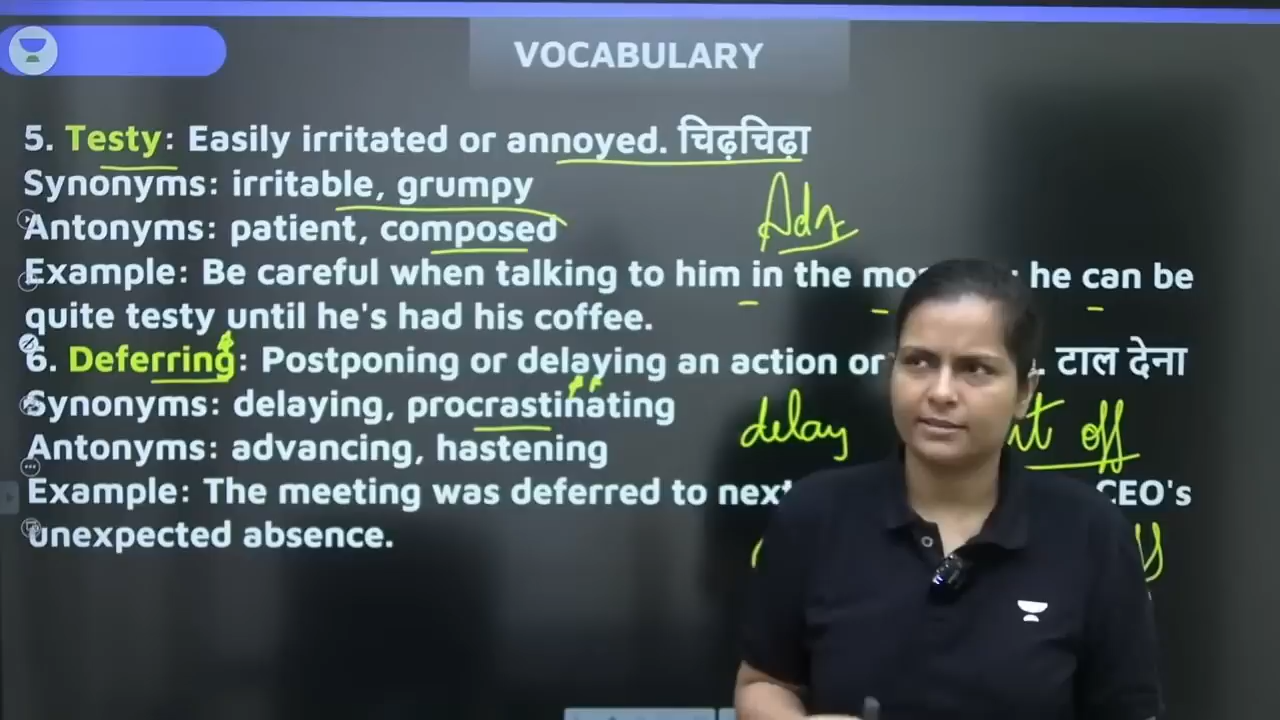 VOCABULARY
5. Testy: Easily irritated or annoyed. चिढ़चिढ़ा
Synonyms: irritable, grumpy
Antonyms: patient, composed
Example: Be careful when talking to him in the he can be
quite testy until he's had his coffee.
6. Deferring: Postponing or delaying an action or टाल देना
Synonyms: delaying, procrastinating
delay off
Antonyms: advancing, hastening
Example: The meeting was deferred to next CEO's
unexpected absence.